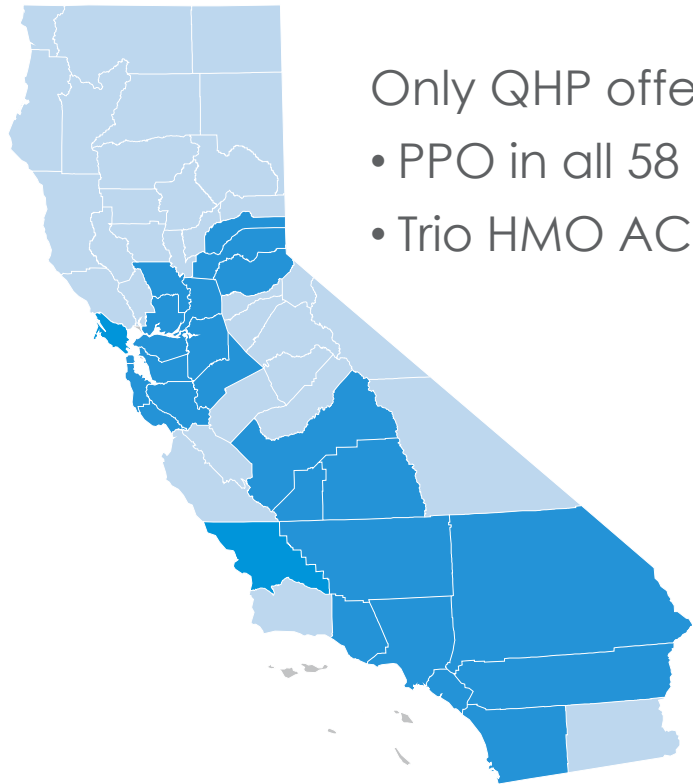 Only QHP offe
• PPO in all 58
• Trio HMO AC